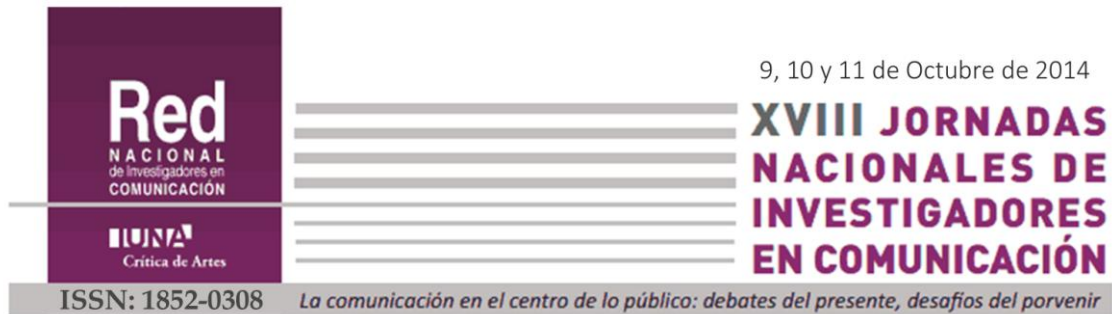 Red
NACIONAL
de Investigadores en
COMUNICACIÓN
IUNA
Crítica de Artes
9, 10 y 11 de Octubre de 2014
XVIII JORNADAS
NACIONALES DE
INVESTIGADORES
EN COMUNICACIÓN
ISSN: 1852-0308
La comunicación en el centro de lo público: debates del presente, desafíos del porvenir